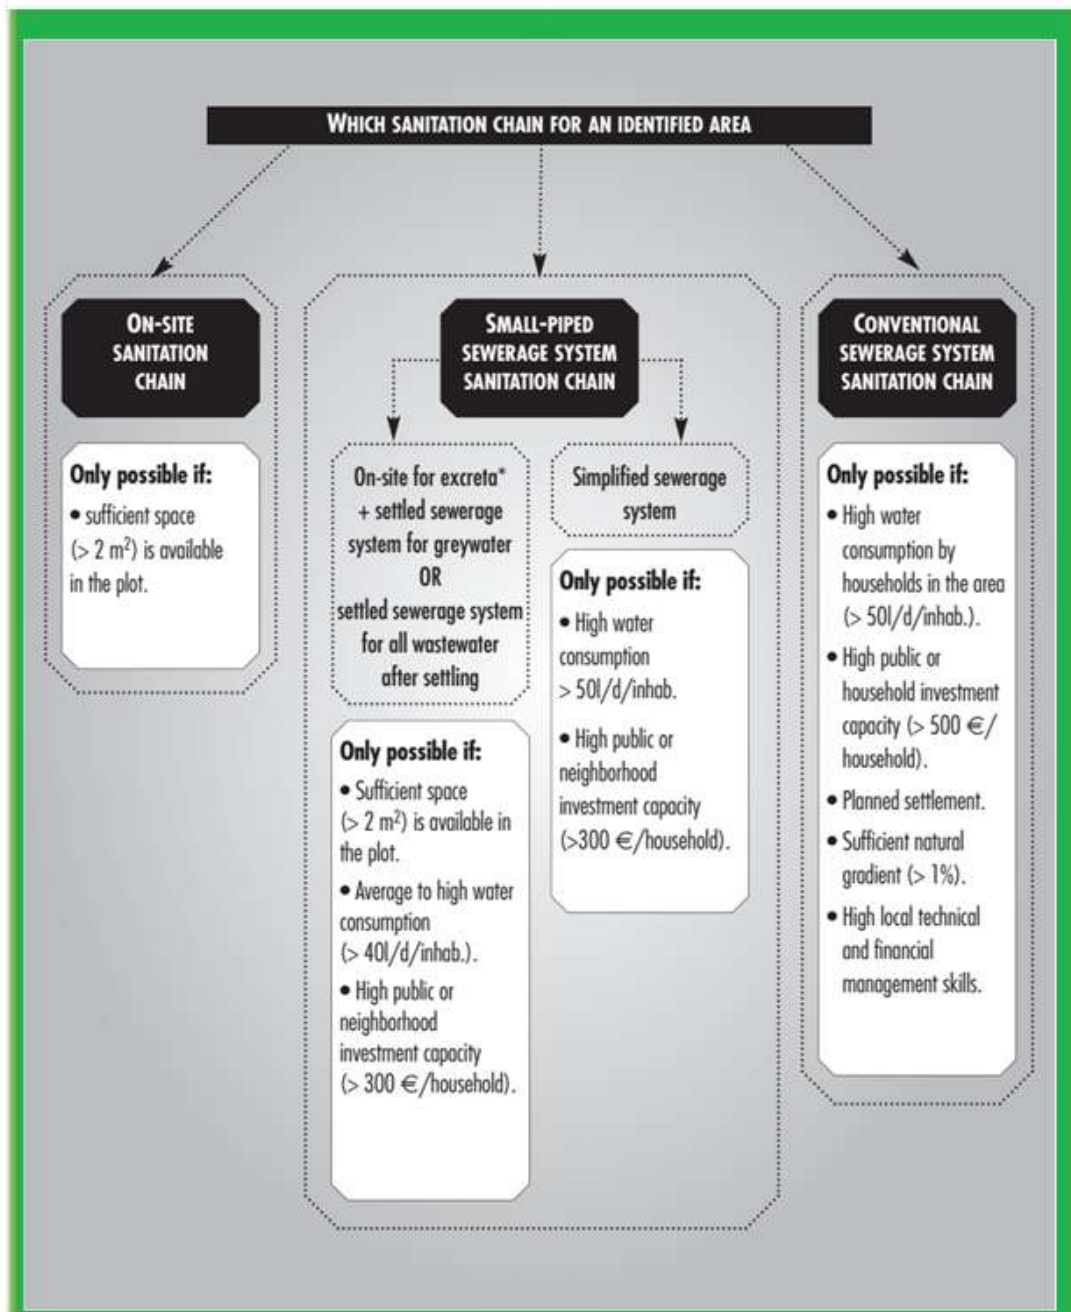 WHICH SANITATION CHAIN FOR AN IDENTIFIED AREA
ON-SITE
SANITATION
CHAIN
Only possible if:
• sufficient space
(> 2 m²) is available
in the plot.
SMALL-PIPED
SEWERAGE SYSTEM
SANITATION CHAIN
On-site for excreta*
+ settled sewerage
system for greywater
OR
settled sewerage system
for all wastewater
after settling
Only possible if:
• Sufficient space
(> 2 m²) is available in
the plot.
• Average to high water
consumption
(> 40l/d/inhab.).
• High public or
neighborhood
investment capacity
(> 300 €/household).
Simplified sewerage
system
Only possible if:
• High water
consumption
> 50l/d/inhab.
• High public or
neighborhood
investment capacity
(>300 €/household).
CONVENTIONAL
SEWERAGE SYSTEM
SANITATION CHAIN
Only possible if:
• High water
consumption by
households in the area
(> 50l/d/inhab.).
• High public or
household investment
capacity (> 500 €/
household).
• Planned settlement.
• Sufficient natural
gradient (> 1%).
• High local technical
and financial
management skills.